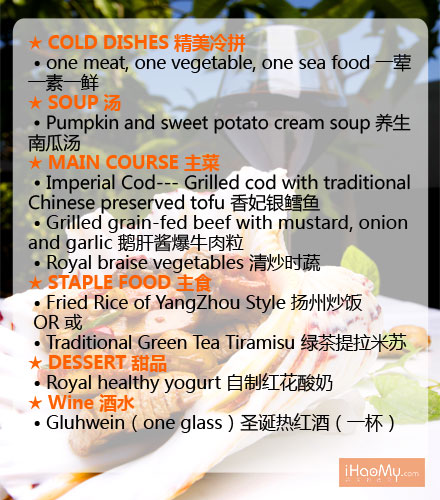 ★ COLD DISHES 精美冷拼
• one meat, one vegetable, one sea food 一荤
一素一鲜
★ SOUP 汤
• Pumpkin and sweet potato cream soup 养生
南瓜汤
★ MAIN COURSE 主菜
• Imperial Cod--- Grilled cod with traditional
Chinese preserved tofu 香妃银鳕鱼
• Grilled grain-fed beef with mustard, onion
and garlic 鹅肝酱爆牛肉粒
• Royal braise vegetables 清炒时蔬
★ STAPLE FOOD 主食
• Fried Rice of YangZhou Style 扬州炒饭
OR 或
• Traditional Green Tea Tiramisu 绿茶提拉米苏
★ DESSERT 甜品
• Royal healthy yogurt 自制红花酸奶
★ Wine 酒水
• Gluhwein（one glass）圣诞热红酒（一杯）
iHaoMy.com